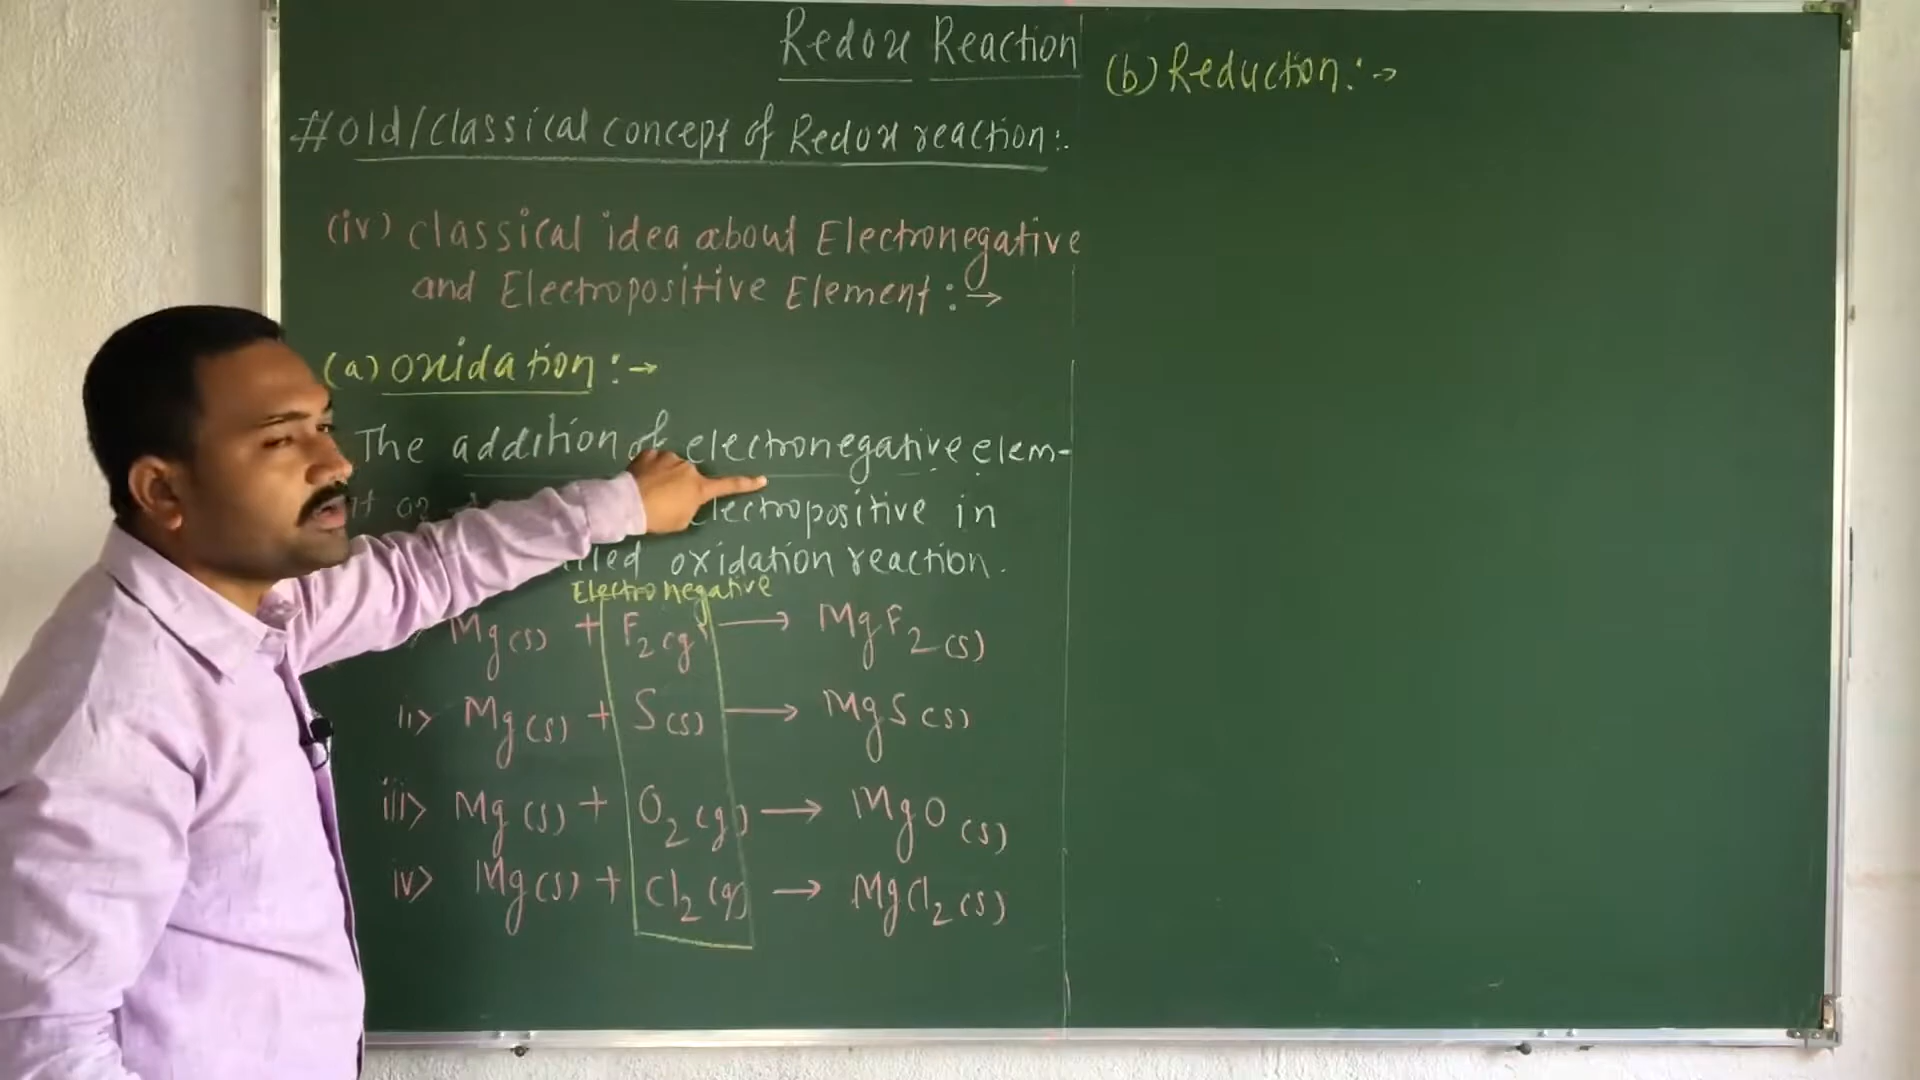 Redox Reaction
#Old/Classical concept of Redox reaction:.
(iv) Classical idea about Electronegative
and Electropositive Element:→
(a) Oxidation:→
The addition of electronegative elem-
electropositive in
oxidation reaction.
Electronegative
Mg(s) + F2(g) → MgF2(s)
ii> Mg(s) + S(s) → MgS(s)
iii> Mg(s) + O2(g) → MgO(s)
iv> Mg(s) + Cl2(g) → MgCl2(s)
(b) Reduction:→